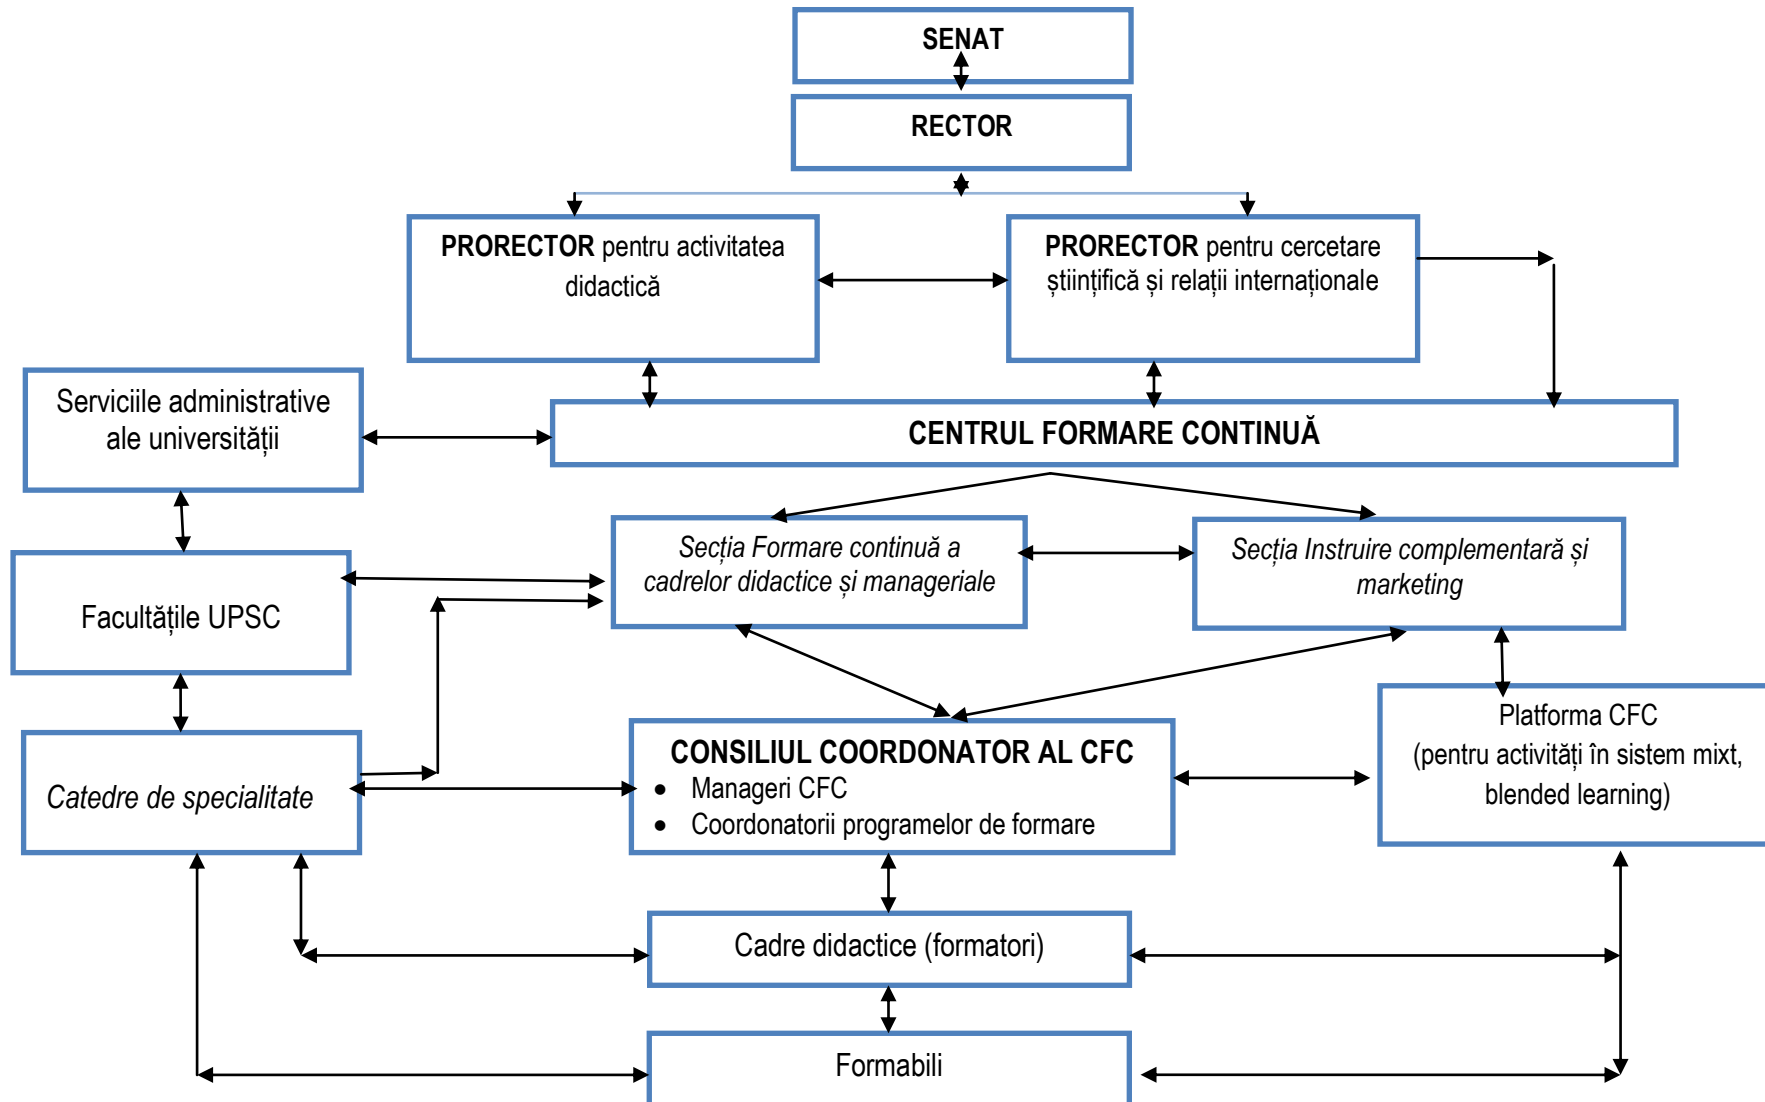 SENAT
RECTOR
PRORECTOR pentru activitatea
didactică
PRORECTOR pentru cercetare
științifică și relații internaționale
Serviciile administrative
ale universității
CENTRUL FORMARE CONTINUĂ
Secția Formare continuă a
cadrelor didactice și manageriale
Secția Instruire complementară și
marketing
Facultățile UPSC
Catedre de specialitate
CONSILIUL COORDONATOR AL CFC
• Manageri CFC
• Coordonatorii programelor de formare
Platforma CFC
(pentru activități în sistem mixt,
blended learning)
Cadre didactice (formatori)
Formabili